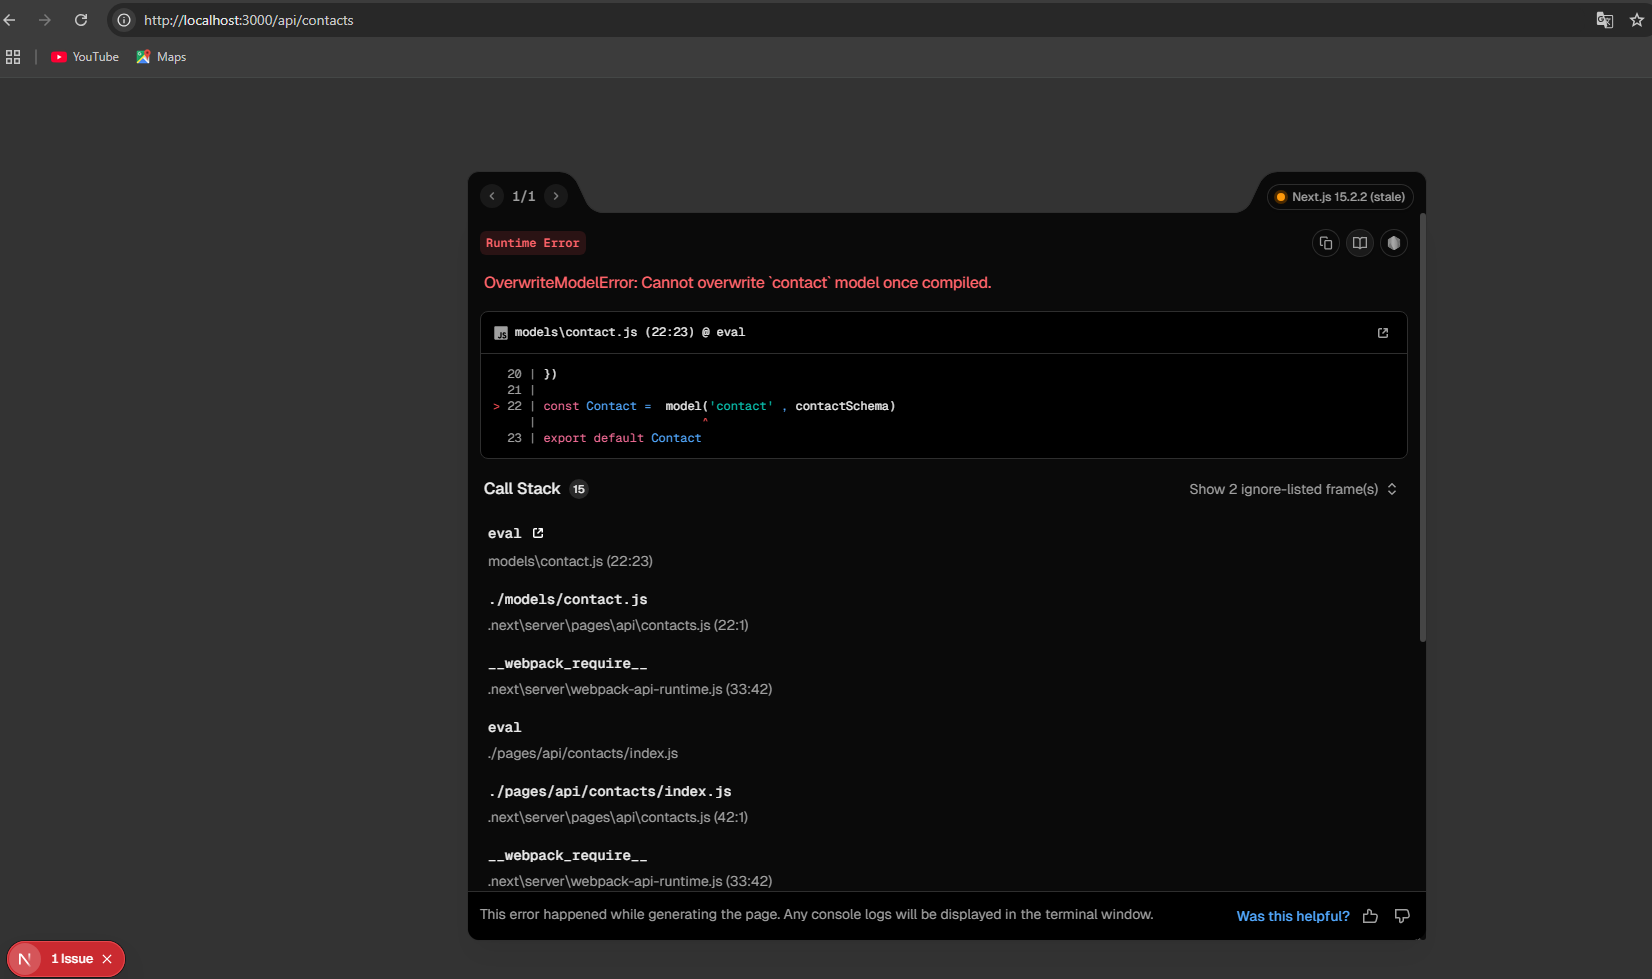 http://localhost:3000/api/contacts
YouTube Maps
1/1
Next.js 15.2.2 (stale)
Runtime Error
OverwriteModelError: Cannot overwrite `contact` model once compiled.
JS models\contact.js (22:23) @ eval
20 | })
21 |
> 22 | const Contact =  model('contact' , contactSchema)
| ^
23 | export default Contact
Call Stack 15
Show 2 ignore-listed frame(s)
eval
models\contact.js (22:23)
./models/contact.js
.next\server\pages\api\contacts.js (22:1)
__webpack_require__
.next\server\webpack-api-runtime.js (33:42)
eval
./pages/api/contacts/index.js
./pages/api/contacts/index.js
.next\server\pages\api\contacts.js (42:1)
__webpack_require__
.next\server\webpack-api-runtime.js (33:42)
This error happened while generating the page. Any console logs will be displayed in the terminal window.
Was this helpful?
N 1 Issue